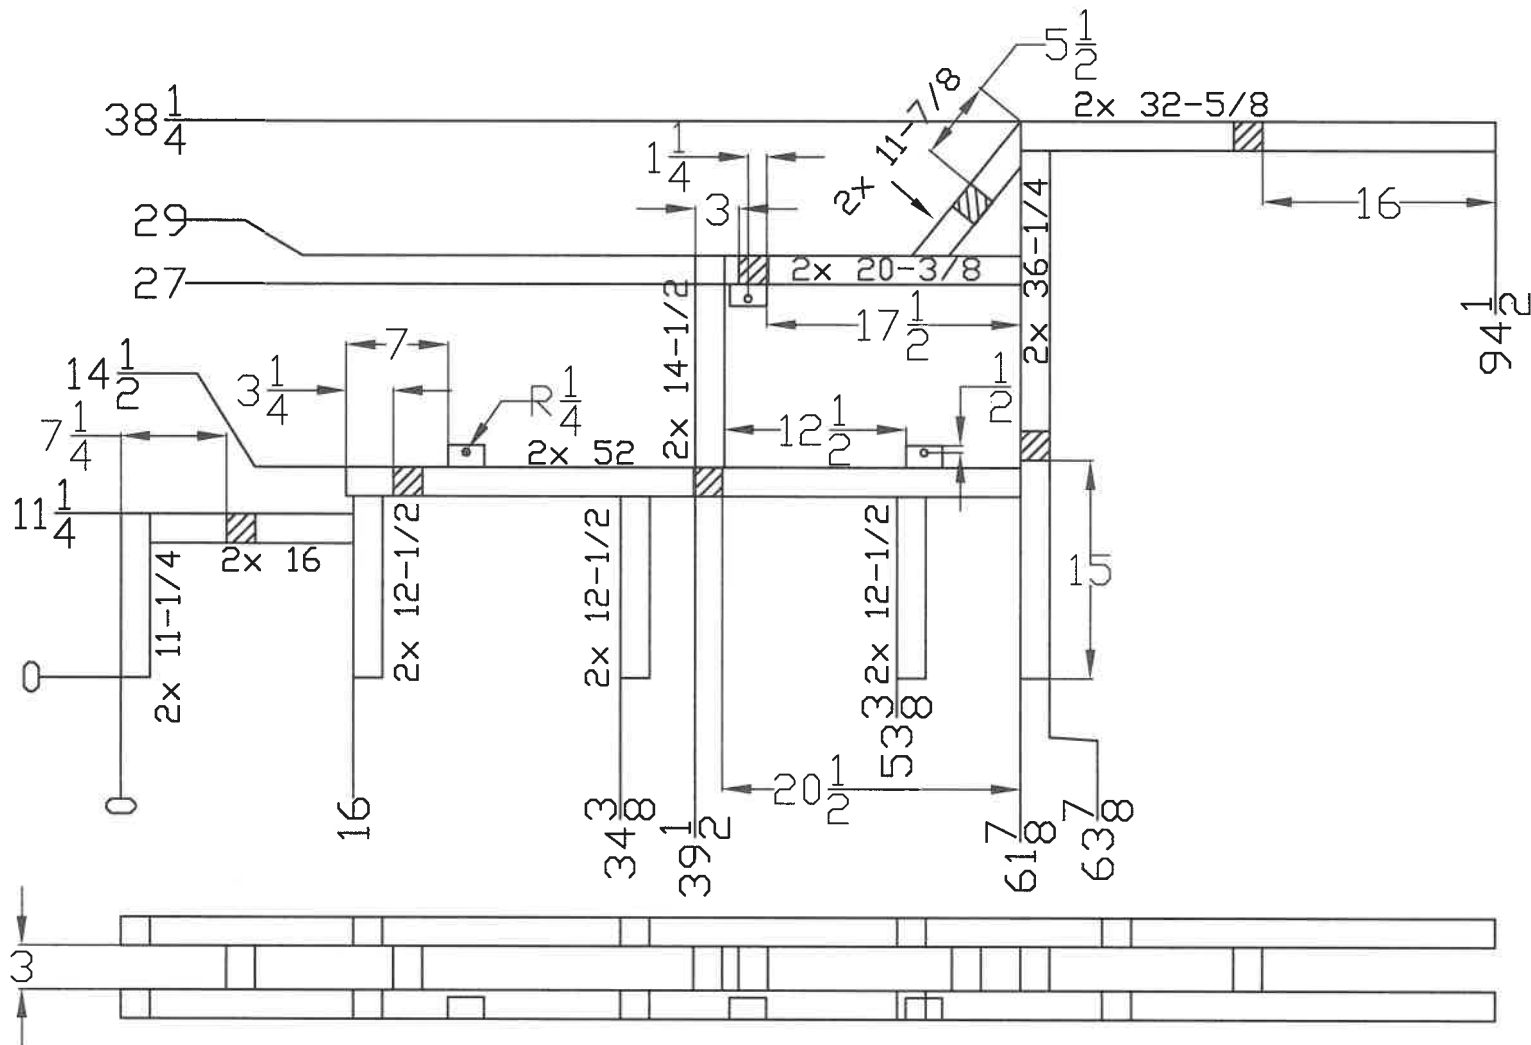 5 1/2
2x 32-5/8
38 1/4
2x 11-7/8
1 1/4
3
16
29
27
2x 20-3/8
2x 36-1/4
94 1/2
17 1/2
7
14 1/2
3 1/4
R 1/4
2x 14-1/2
1/2
12 1/2
7 1/4
2x 52
11 1/4
2x 16
2x 11-1/4
2x 12-1/2
2x 12-1/2
2x 12-1/2
15
0
0
16
34 3/8
39 1/2
53 3/8
20 1/2
61 7/8
63 7/8
3